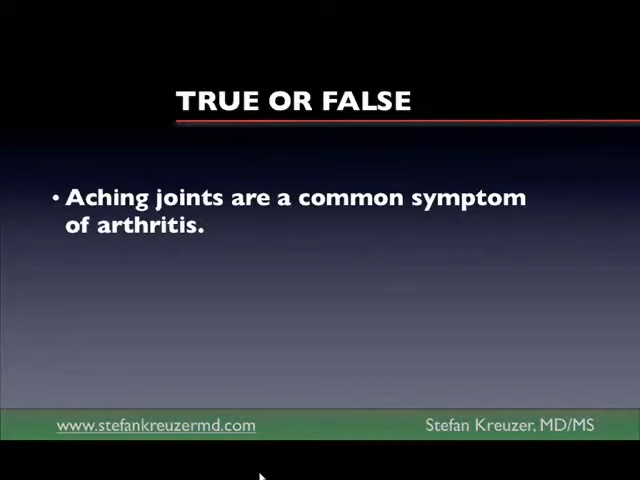 TRUE OR FALSE
• Aching joints are a common symptom
of arthritis.
www.stefankreuzermd.com
Stefan Kreuzer, MD/MS